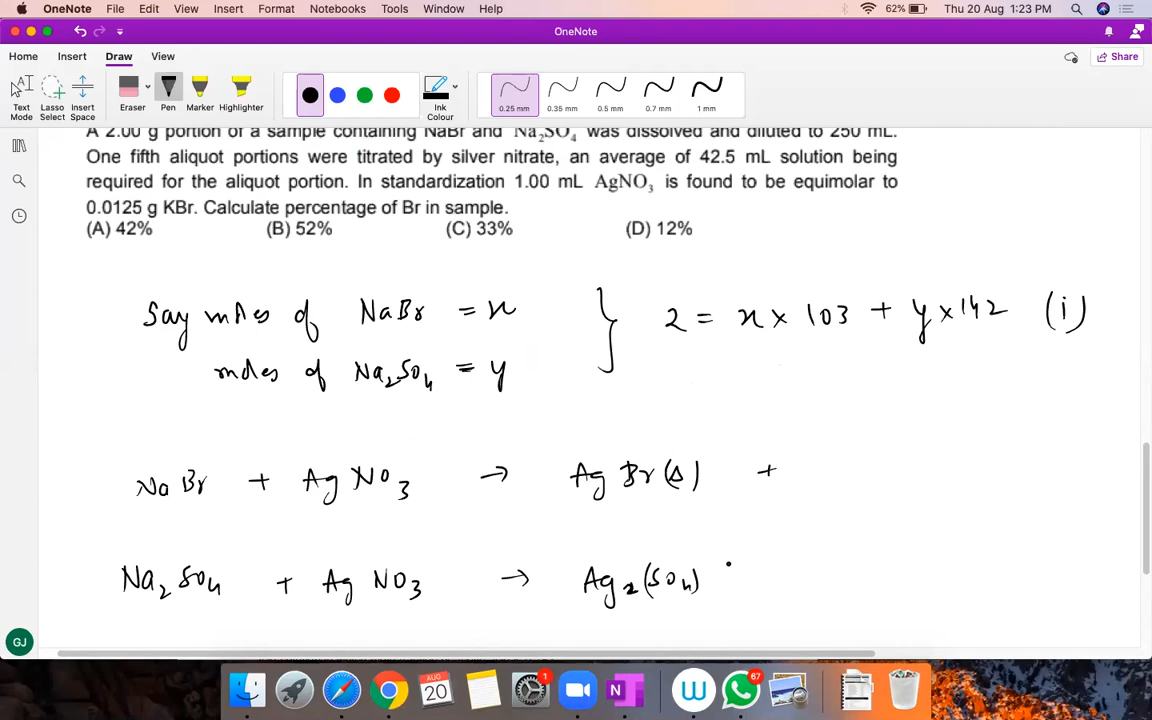 OneNote File Edit View Insert Format Notebooks Tools Window Help 62% Thu 20 Aug 1:23 PM
OneNote
Home Insert Draw View Share
Text Mode Lasso Select Insert Space Eraser Pen Marker Highlighter Ink Colour 0.25 mm 0.35 mm 0.5 mm 0.7 mm 1 mm
A 2.00 g portion of a sample containing NaBr and Na₂SO₄ was dissolved and diluted to 250 mL.
One fifth aliquot portions were titrated by silver nitrate, an average of 42.5 mL solution being
required for the aliquot portion. In standardization 1.00 mL AgNO₃ is found to be equimolar to
0.0125 g KBr. Calculate percentage of Br in sample.
(A) 42% (B) 52% (C) 33% (D) 12%
Say moles of NaBr = x } 2 = x × 103 + y × 142 (i)
moles of Na₂SO₄ = y
NaBr + AgNO₃ → AgBr(s) +
Na₂SO₄ + AgNO₃ → Ag₂(SO₄)
GJ
AUG 20 1 67